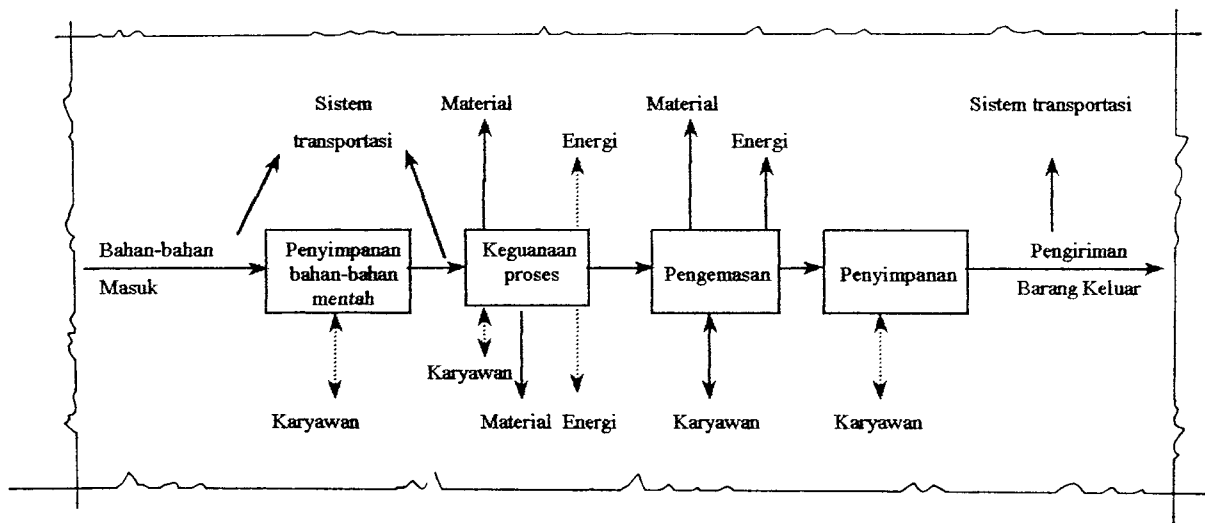 Sistem
transportasi
Material
Energi
Material
Energi
Sistem transportasi
Bahan-bahan
Masuk
Penyimpanan
bahan-bahan
mentah
Keguanaan
proses
Pengemasan
Penyimpanan
Pengiriman
Barang Keluar
Karyawan
Karyawan
Material
Energi
Karyawan
Karyawan